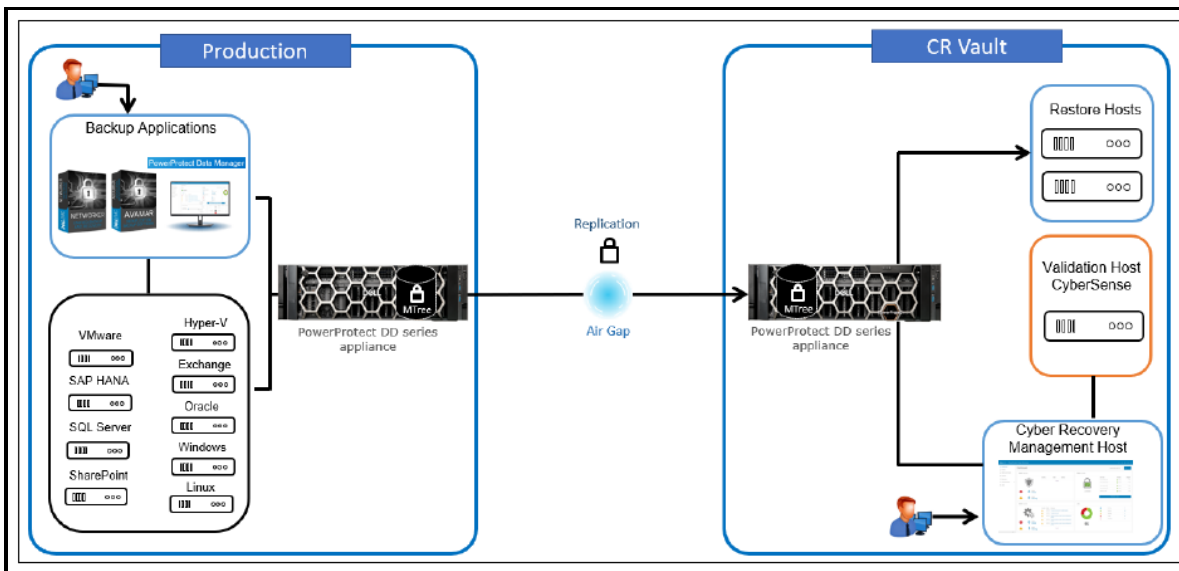 Production
Backup Applications
PowerProtect Data Manager
NETWORKER
AVAMAR
VMware
SAP HANA
SQL Server
SharePoint
Hyper-V
Exchange
Oracle
Windows
Linux
MTree
PowerProtect DD series
appliance
Replication
Air Gap
CR Vault
MTree
PowerProtect DD series
appliance
Restore Hosts
Validation Host
CyberSense
Cyber Recovery
Management Host